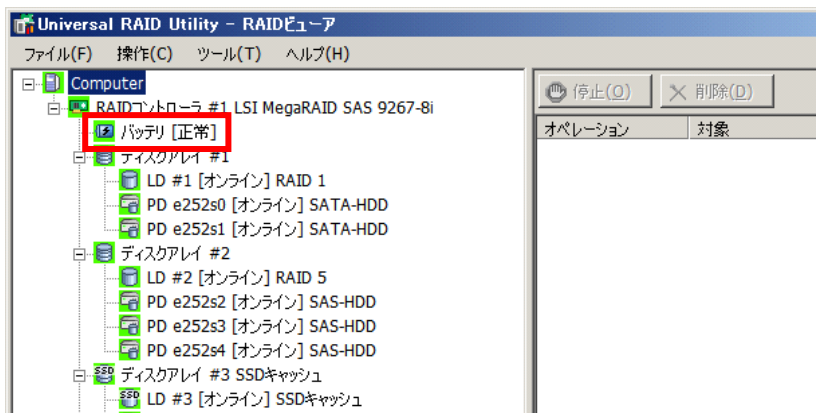 Universal RAID Utility - RAIDビューア
ファイル(F) 操作(C) ツール(T) ヘルプ(H)
Computer
RAIDコントローラ #1 LSI MegaRAID SAS 9267-8i
バッテリ [正常]
ディスクアレイ #1
LD #1 [オンライン] RAID 1
PD e252s0 [オンライン] SATA-HDD
PD e252s1 [オンライン] SATA-HDD
ディスクアレイ #2
LD #2 [オンライン] RAID 5
PD e252s2 [オンライン] SAS-HDD
PD e252s3 [オンライン] SAS-HDD
PD e252s4 [オンライン] SAS-HDD
SSD ディスクアレイ #3 SSDキャッシュ
SSD LD #3 [オンライン] SSDキャッシュ
停止(O) 削除(D)
オペレーション 対象